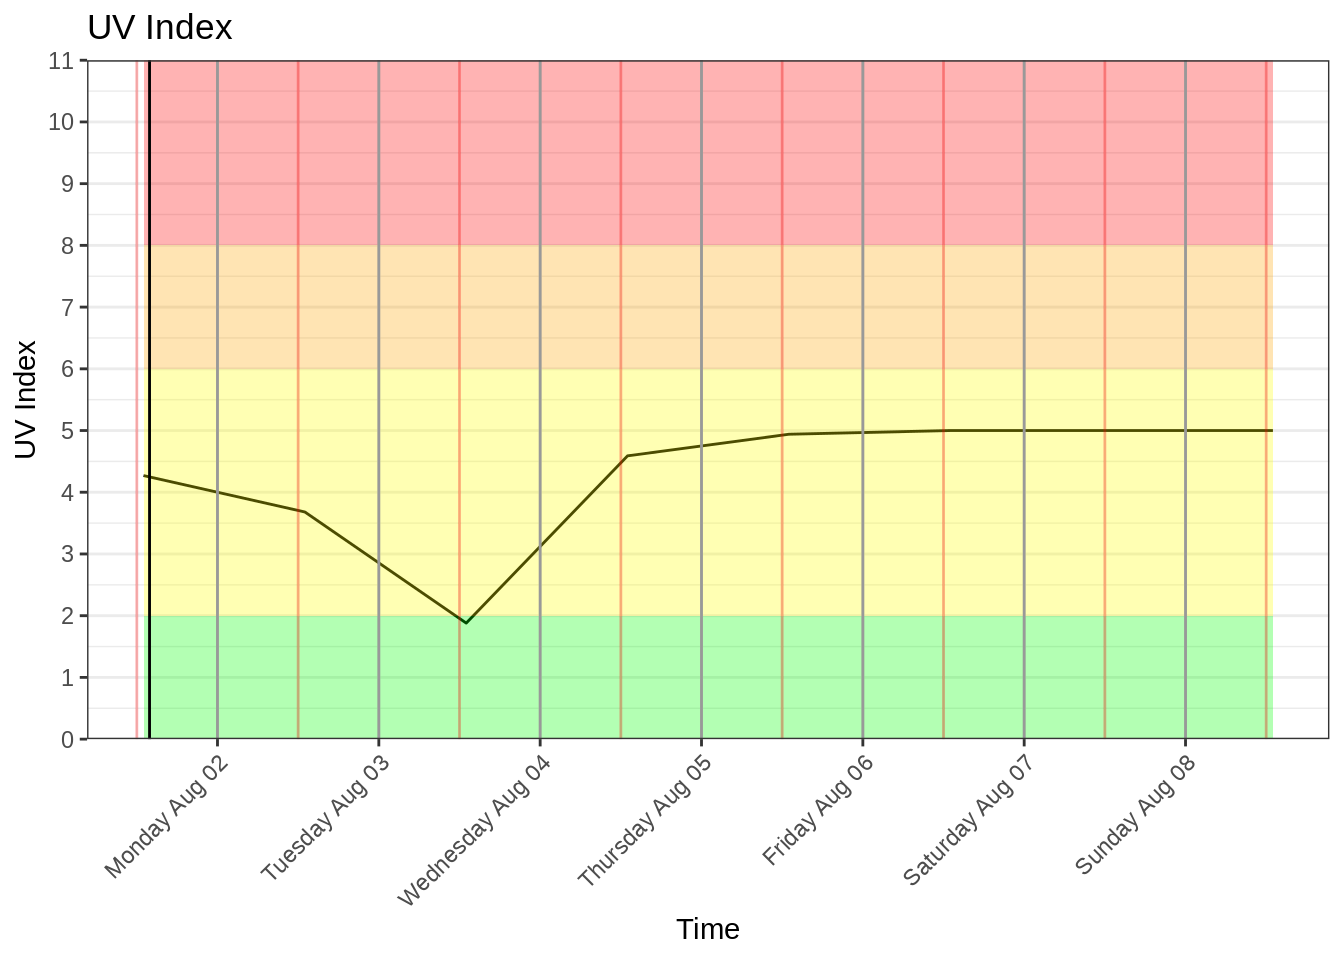 UV Index
11
10
9
8
7
6
5
4
3
2
1
0
UV Index
Monday Aug 02
Tuesday Aug 03
Wednesday Aug 04
Thursday Aug 05
Friday Aug 06
Saturday Aug 07
Sunday Aug 08
Time